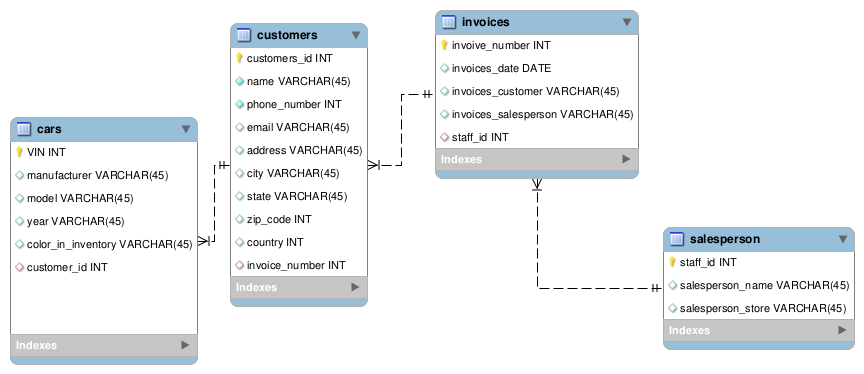 cars
VIN INT
manufacturer VARCHAR(45)
model VARCHAR(45)
year VARCHAR(45)
color_in_inventory VARCHAR(45)
customer_id INT
Indexes
customers
customers_id INT
name VARCHAR(45)
phone_number INT
email VARCHAR(45)
address VARCHAR(45)
city VARCHAR(45)
state VARCHAR(45)
zip_code INT
country INT
invoice_number INT
Indexes
invoices
invoive_number INT
invoices_date DATE
invoices_customer VARCHAR(45)
invoices_salesperson VARCHAR(45)
staff_id INT
Indexes
salesperson
staff_id INT
salesperson_name VARCHAR(45)
salesperson_store VARCHAR(45)
Indexes